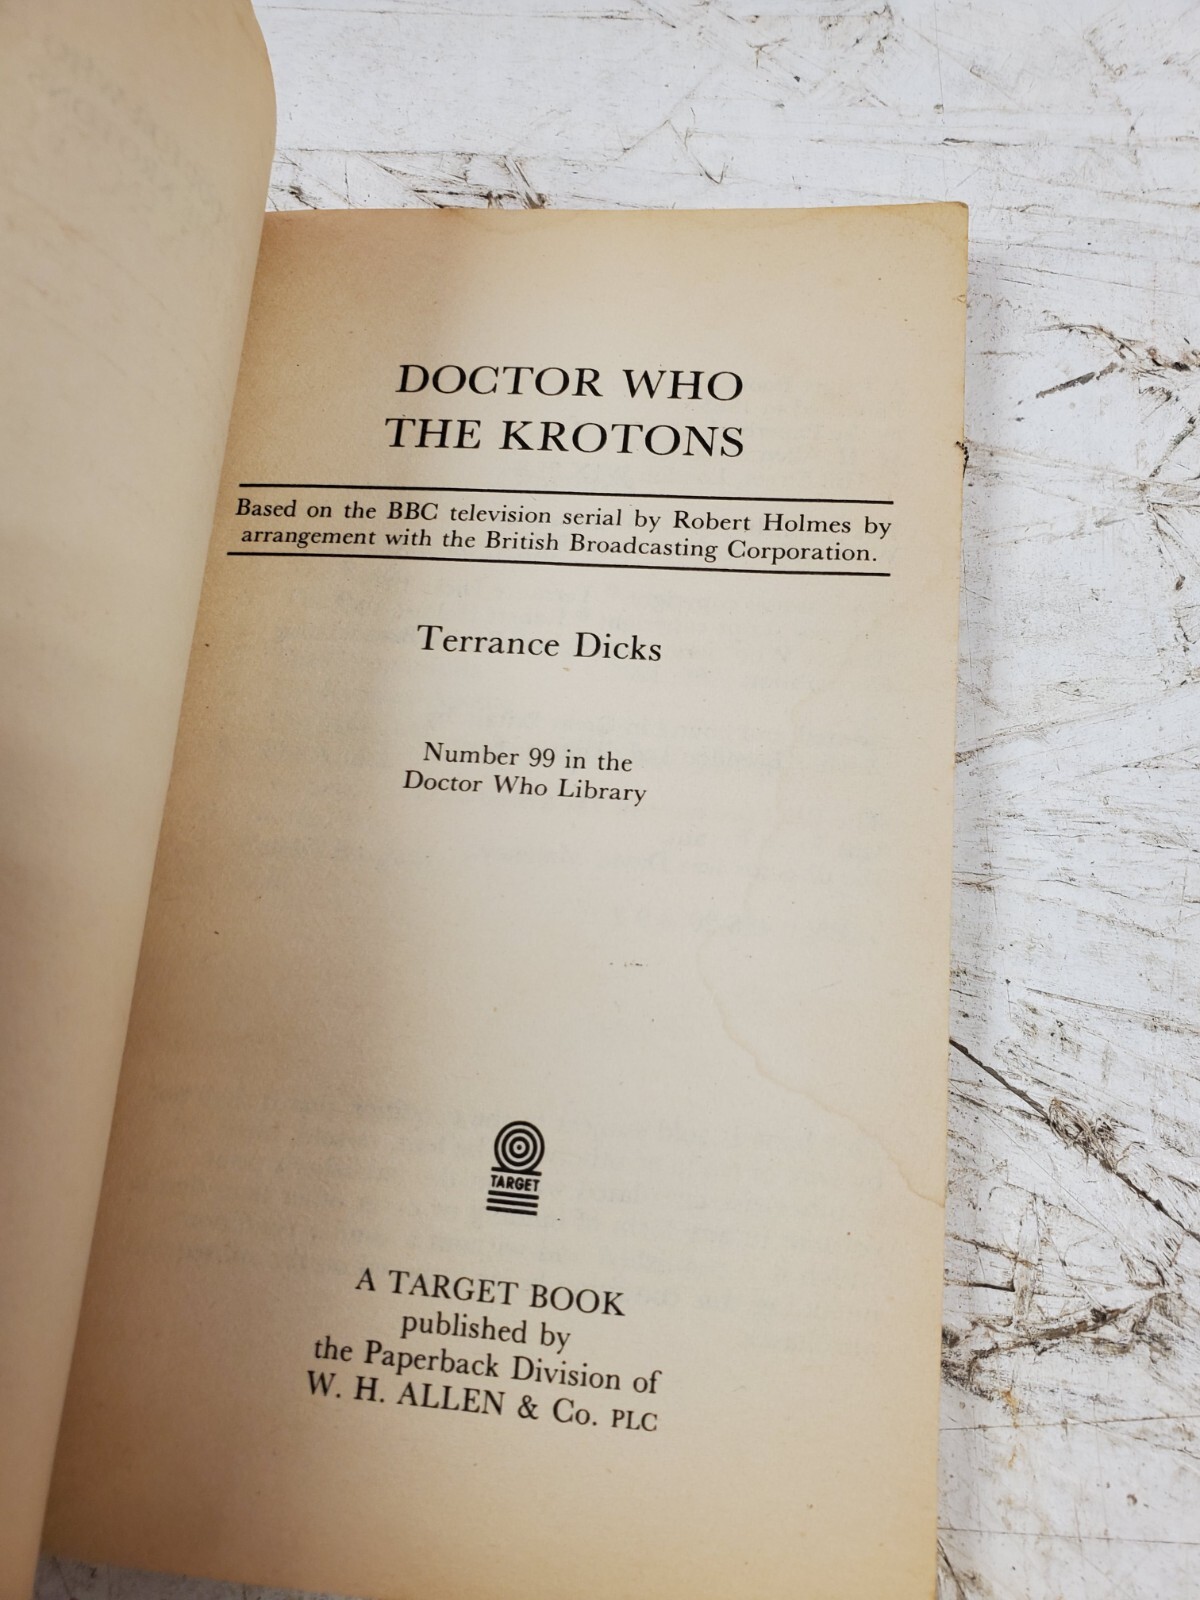 DOCTOR WHO
THE KROTONS
Based on the BBC television serial by Robert Holmes by
arrangement with the British Broadcasting Corporation.
Terrance Dicks
Number 99 in the
Doctor Who Library
TARGET
A TARGET BOOK
published by
the Paperback Division of
W. H. ALLEN & Co. PLC